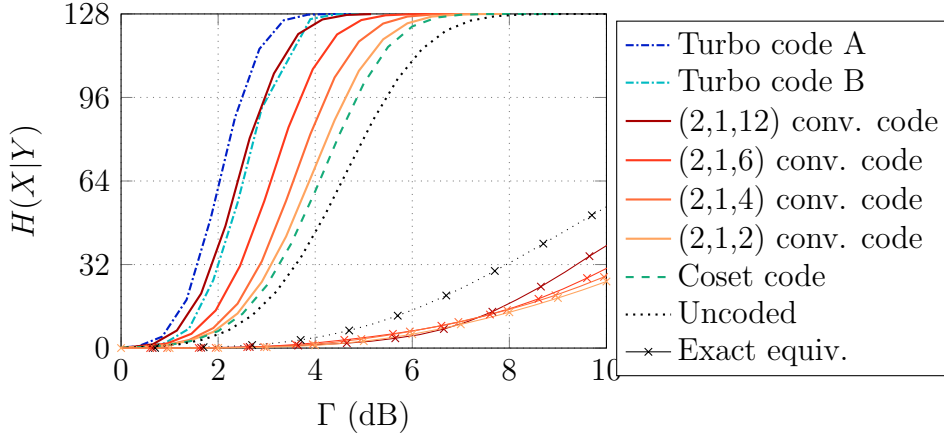 128
96
64
32
0
H(X|Y)
0 2 4 6 8 10
Γ (dB)
Turbo code A
Turbo code B
(2,1,12) conv. code
(2,1,6) conv. code
(2,1,4) conv. code
(2,1,2) conv. code
Coset code
Uncoded
Exact equiv.